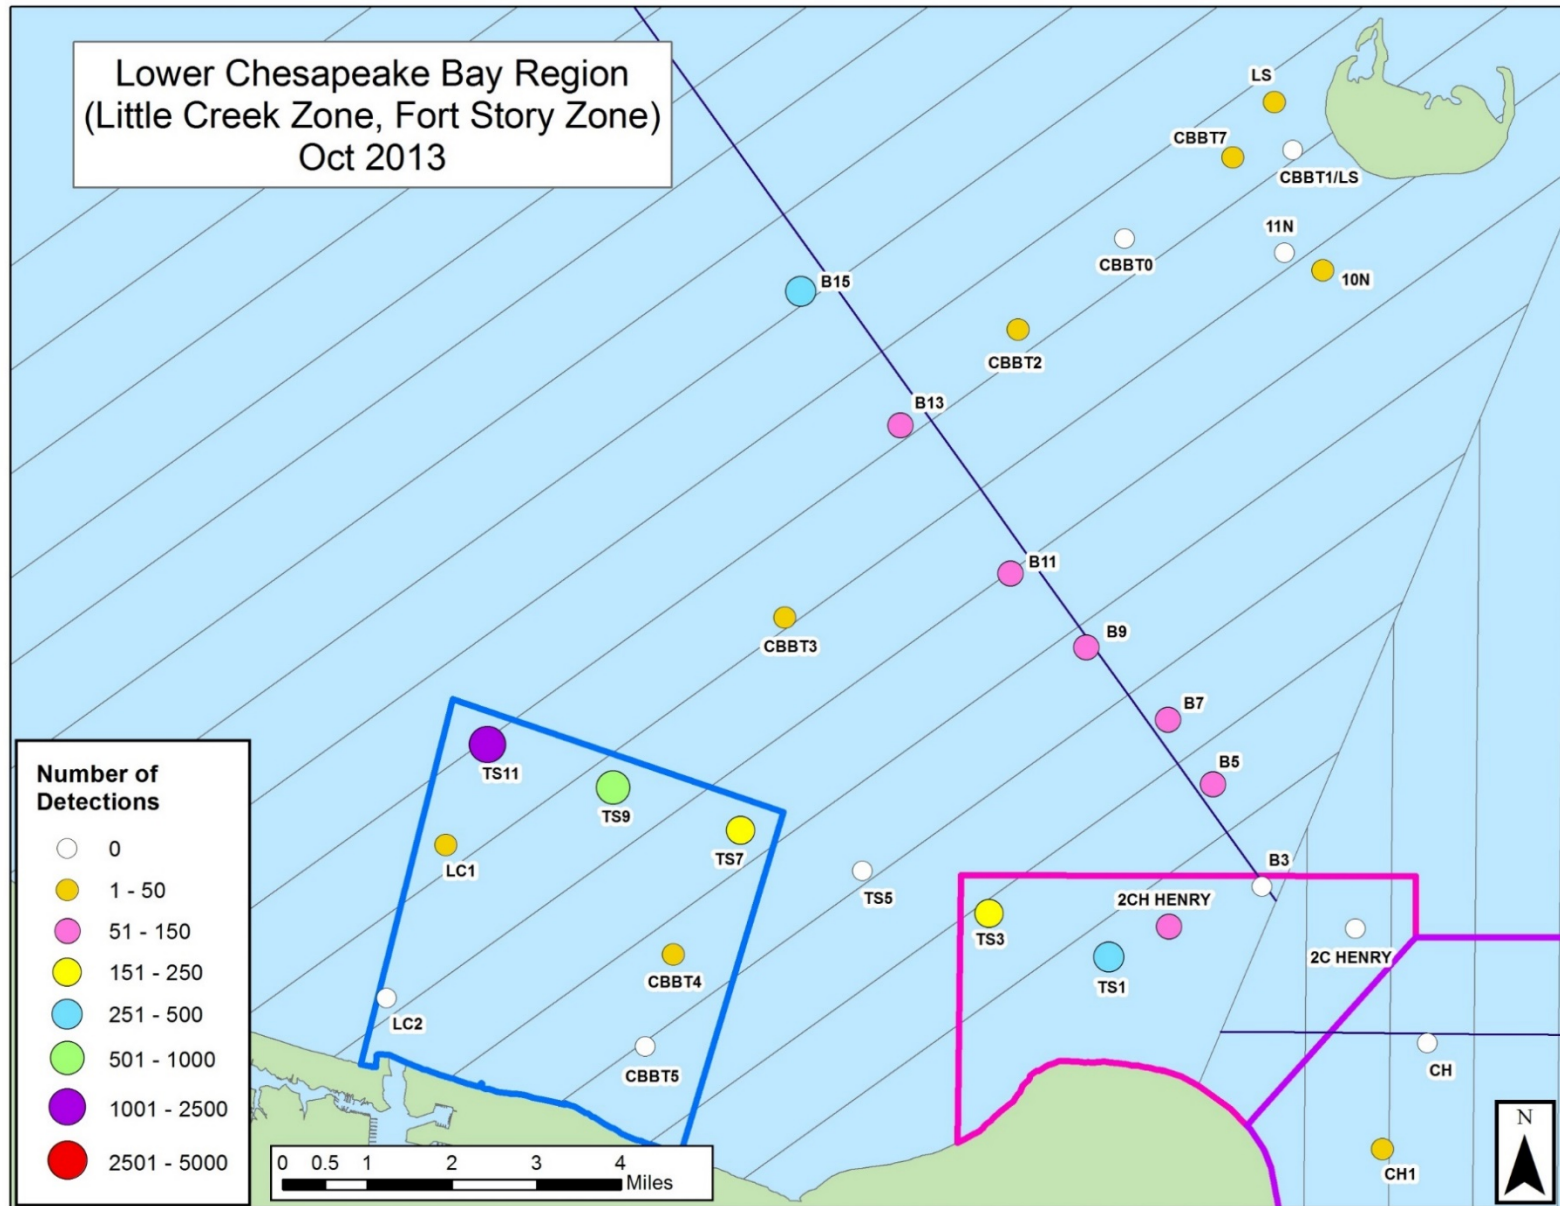 Lower Chesapeake Bay Region
(Little Creek Zone, Fort Story Zone)
Oct 2013
LS
CBBT7
CBBT1/LS
11N
CBBT0
10N
B15
CBBT2
B13
B11
B9
CBBT3
B7
B5
TS11
TS9
TS7
B3
LC1
TS5
2CH HENRY
TS3
2C HENRY
CBBT4
TS1
LC2
CH
CBBT5
CH1
Number of
Detections
0
1 - 50
51 - 150
151 - 250
251 - 500
501 - 1000
1001 - 2500
2501 - 5000
0 0.5 1 2 3 4
Miles
N